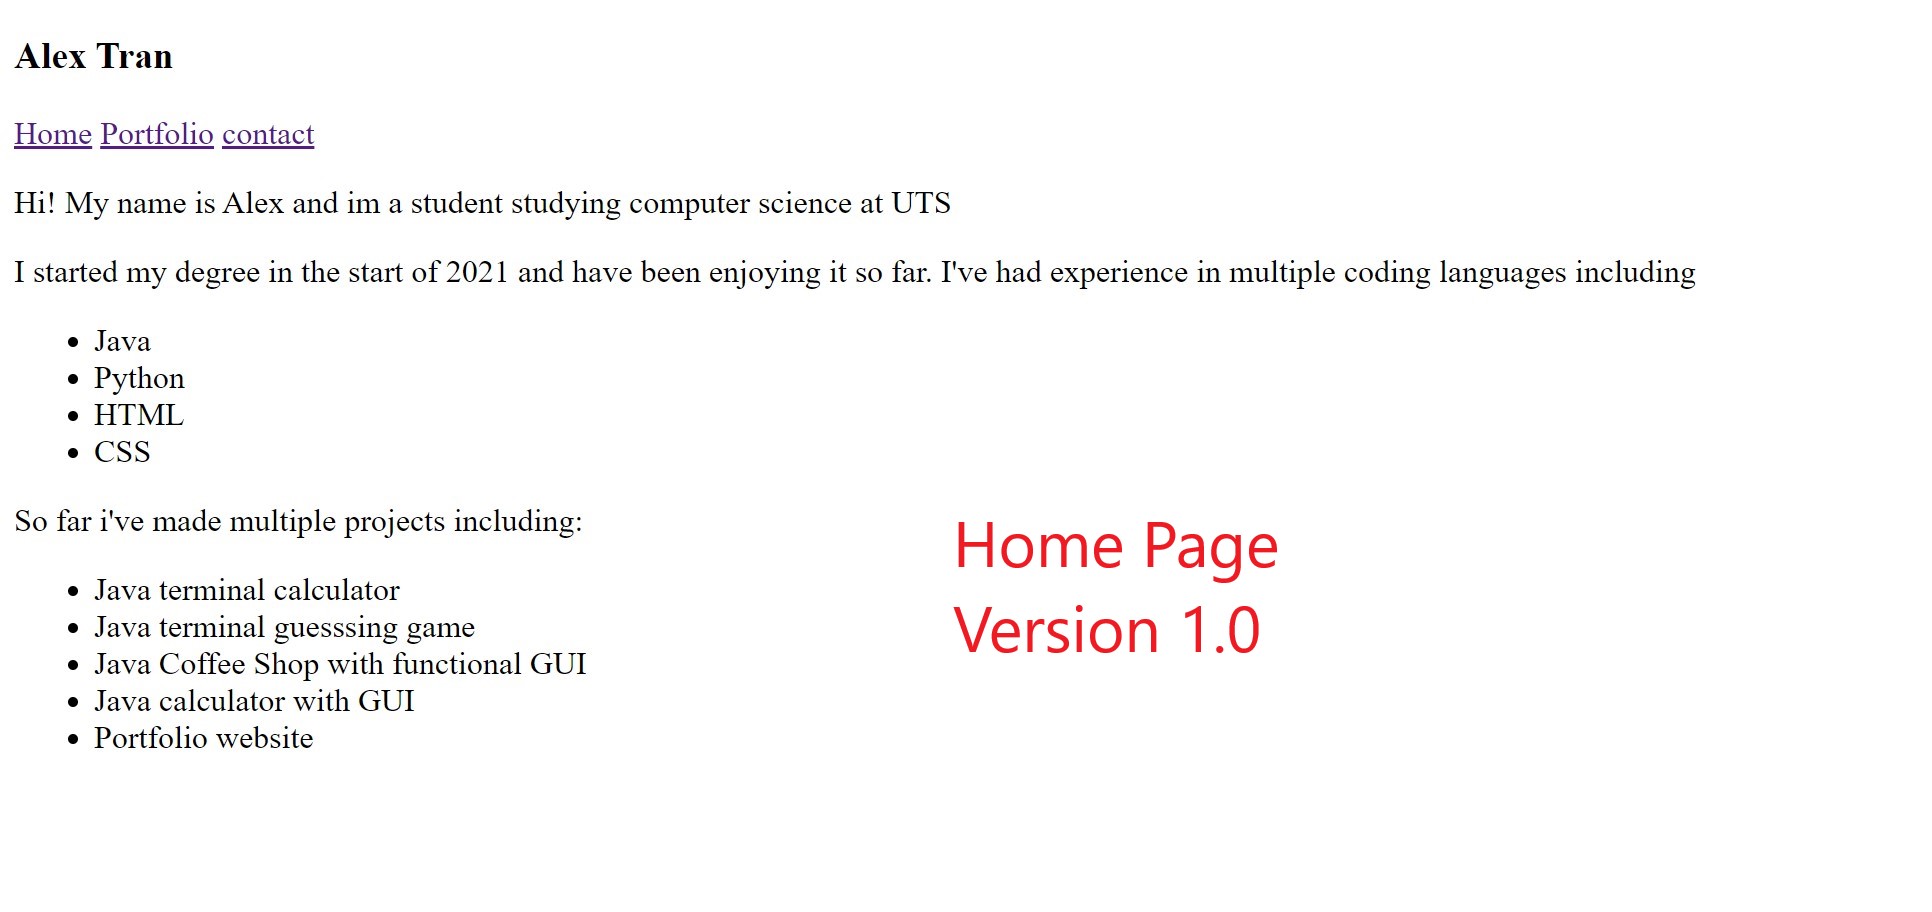 Alex Tran
Home Portfolio contact
Hi! My name is Alex and im a student studying computer science at UTS
I started my degree in the start of 2021 and have been enjoying it so far. I've had experience in multiple coding languages including
• Java
• Python
• HTML
• CSS
So far i've made multiple projects including:
• Java terminal calculator
• Java terminal guesssing game
• Java Coffee Shop with functional GUI
• Java calculator with GUI
• Portfolio website
Home Page
Version 1.0